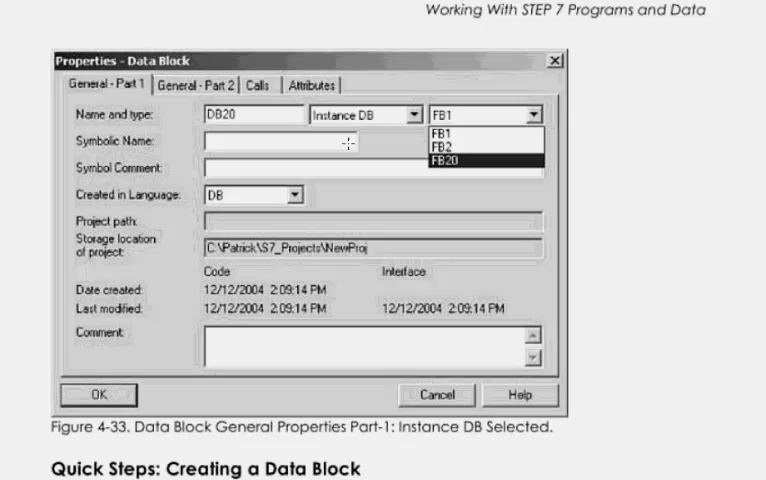 Working With STEP 7 Programs and Data
Properties - Data Block
General - Part 1 General - Part 2 Calls Attributes
Name and type: DB20 Instance DB FB1
FB1
Symbolic Name: FB2
FB20
Symbol Comment:
Created in Language: DB
Project path:
Storage location
of project: C:\Patrick\S7_Projects\NewProj
Code Interface
Date created: 12/12/2004 2:09:14 PM
Last modified: 12/12/2004 2:09:14 PM 12/12/2004 2:09:14 PM
Comment:
OK Cancel Help
Figure 4-33. Data Block General Properties Part-1: Instance DB Selected.
Quick Steps: Creating a Data Block